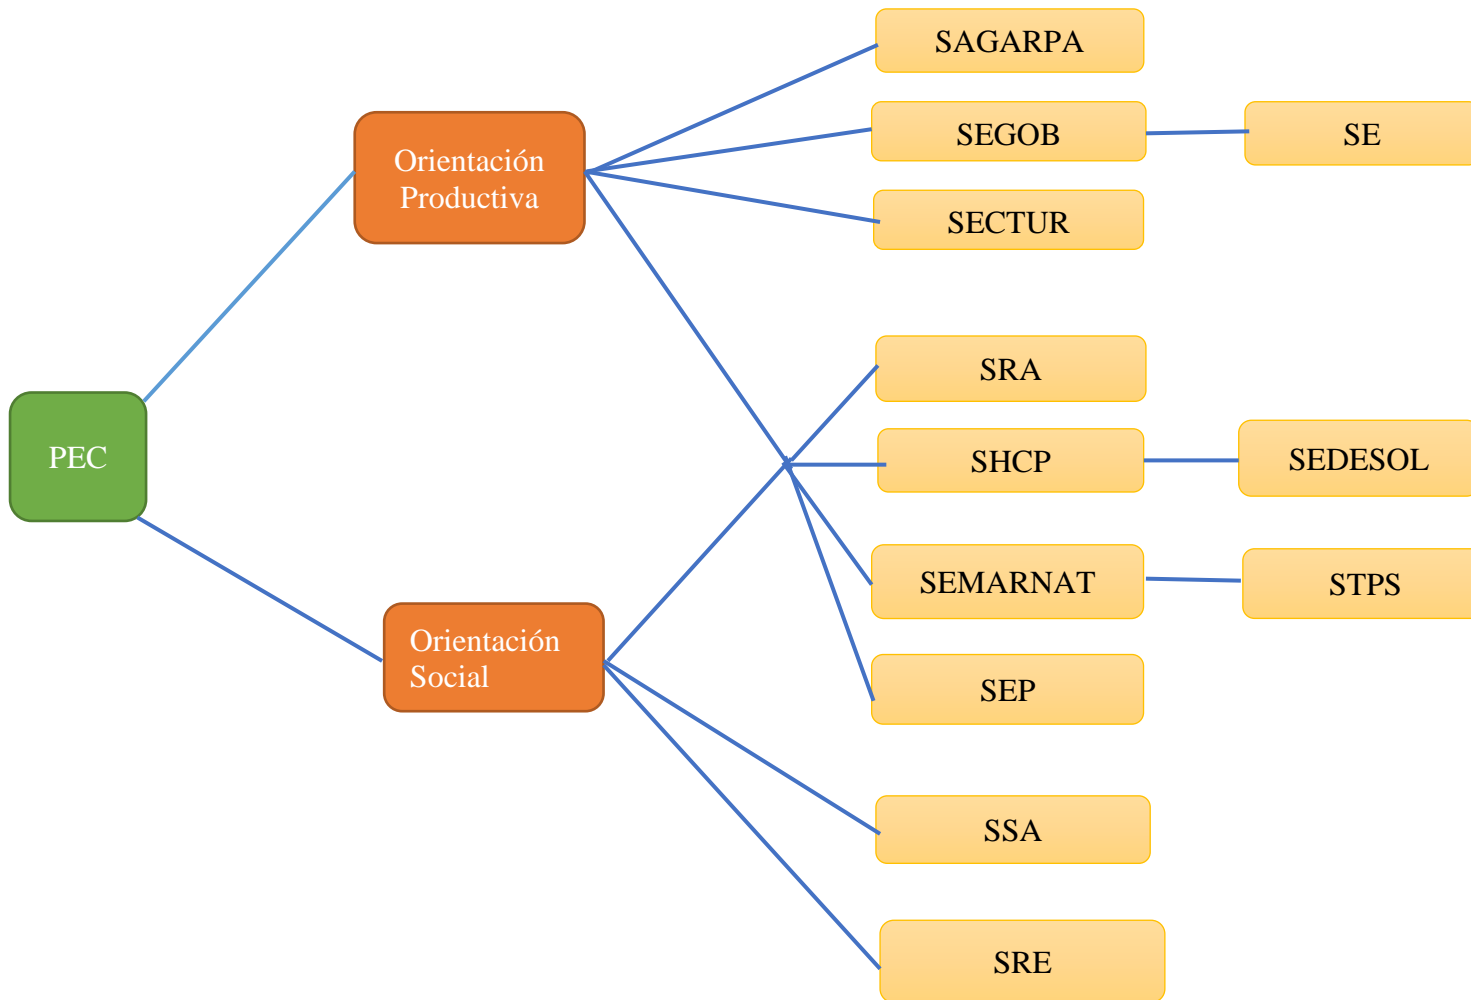 SAGARPA
SEGOB
SE
Orientación
Productiva
SECTUR
SRA
PEC
SHCP
SEDESOL
SEMARNAT
STPS
Orientación
Social
SEP
SSA
SRE